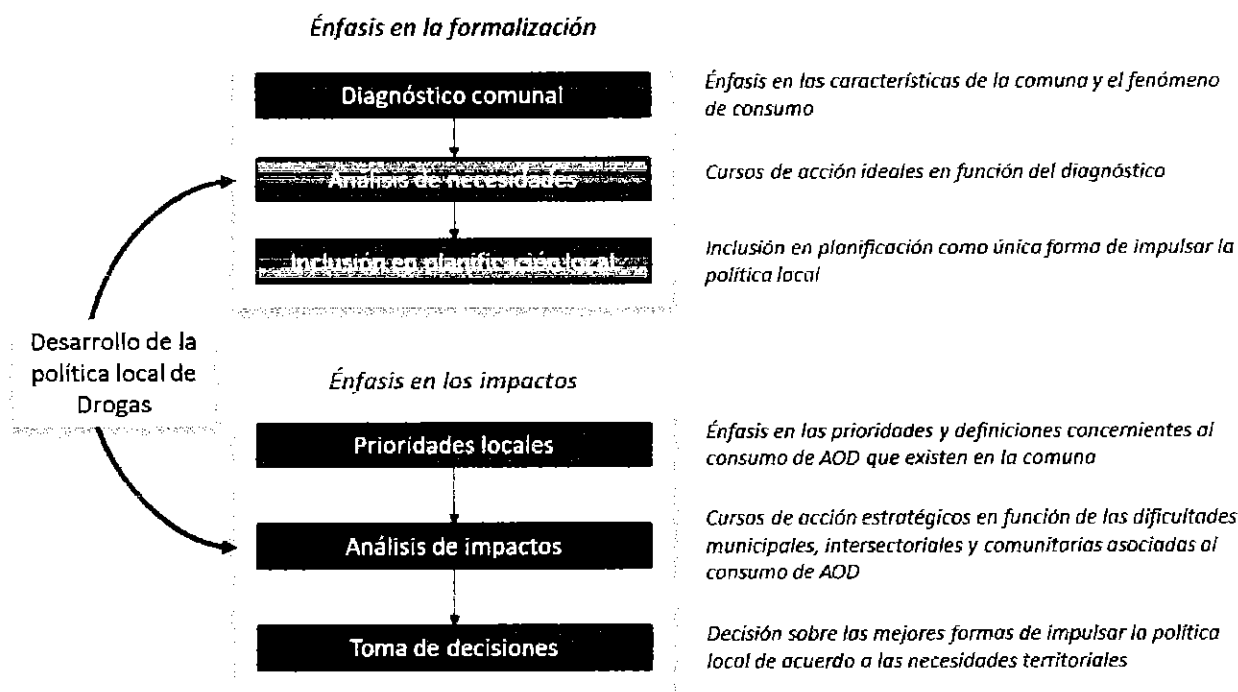 Énfasis en la formalización
Diagnóstico comunal
Énfasis en las características de la comuna y el fenómeno
de consumo
Análisis de necesidades
Cursos de acción ideales en función del diagnóstico
Inclusión en planificación local
Inclusión en planificación como única forma de impulsar la
política local
Desarrollo de la
política local de
Drogas
Énfasis en los impactos
Prioridades locales
Énfasis en las prioridades y definiciones concernientes al
consumo de AOD que existen en la comuna
Análisis de impactos
Cursos de acción estratégicos en función de las dificultades
municipales, intersectoriales y comunitarias asociadas al
consumo de AOD
Toma de decisiones
Decisión sobre las mejores formas de impulsar la política
local de acuerdo a las necesidades territoriales